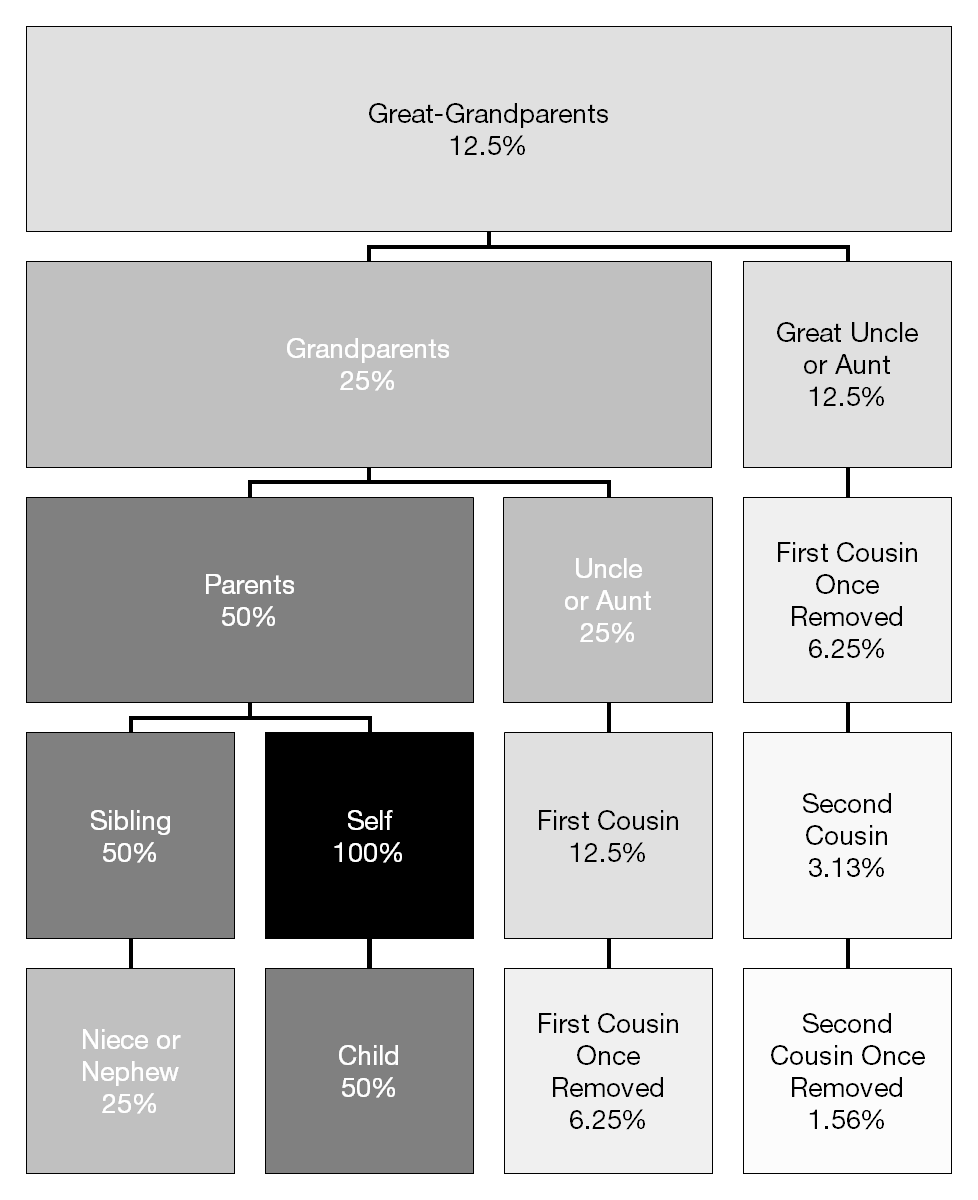 Great-Grandparents
12.5%
Grandparents
25%
Great Uncle
or Aunt
12.5%
Parents
50%
Uncle
or Aunt
25%
First Cousin
Once
Removed
6.25%
Sibling
50%
Self
100%
First Cousin
12.5%
Second
Cousin
3.13%
Niece or
Nephew
25%
Child
50%
First Cousin
Once
Removed
6.25%
Second
Cousin Once
Removed
1.56%